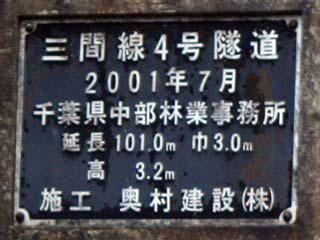 三間線4号隧道
2001年7月
千葉県中部林業事務所
延長 101.0m 巾3.0m
高 3.2m
施工 奥村建設(株)